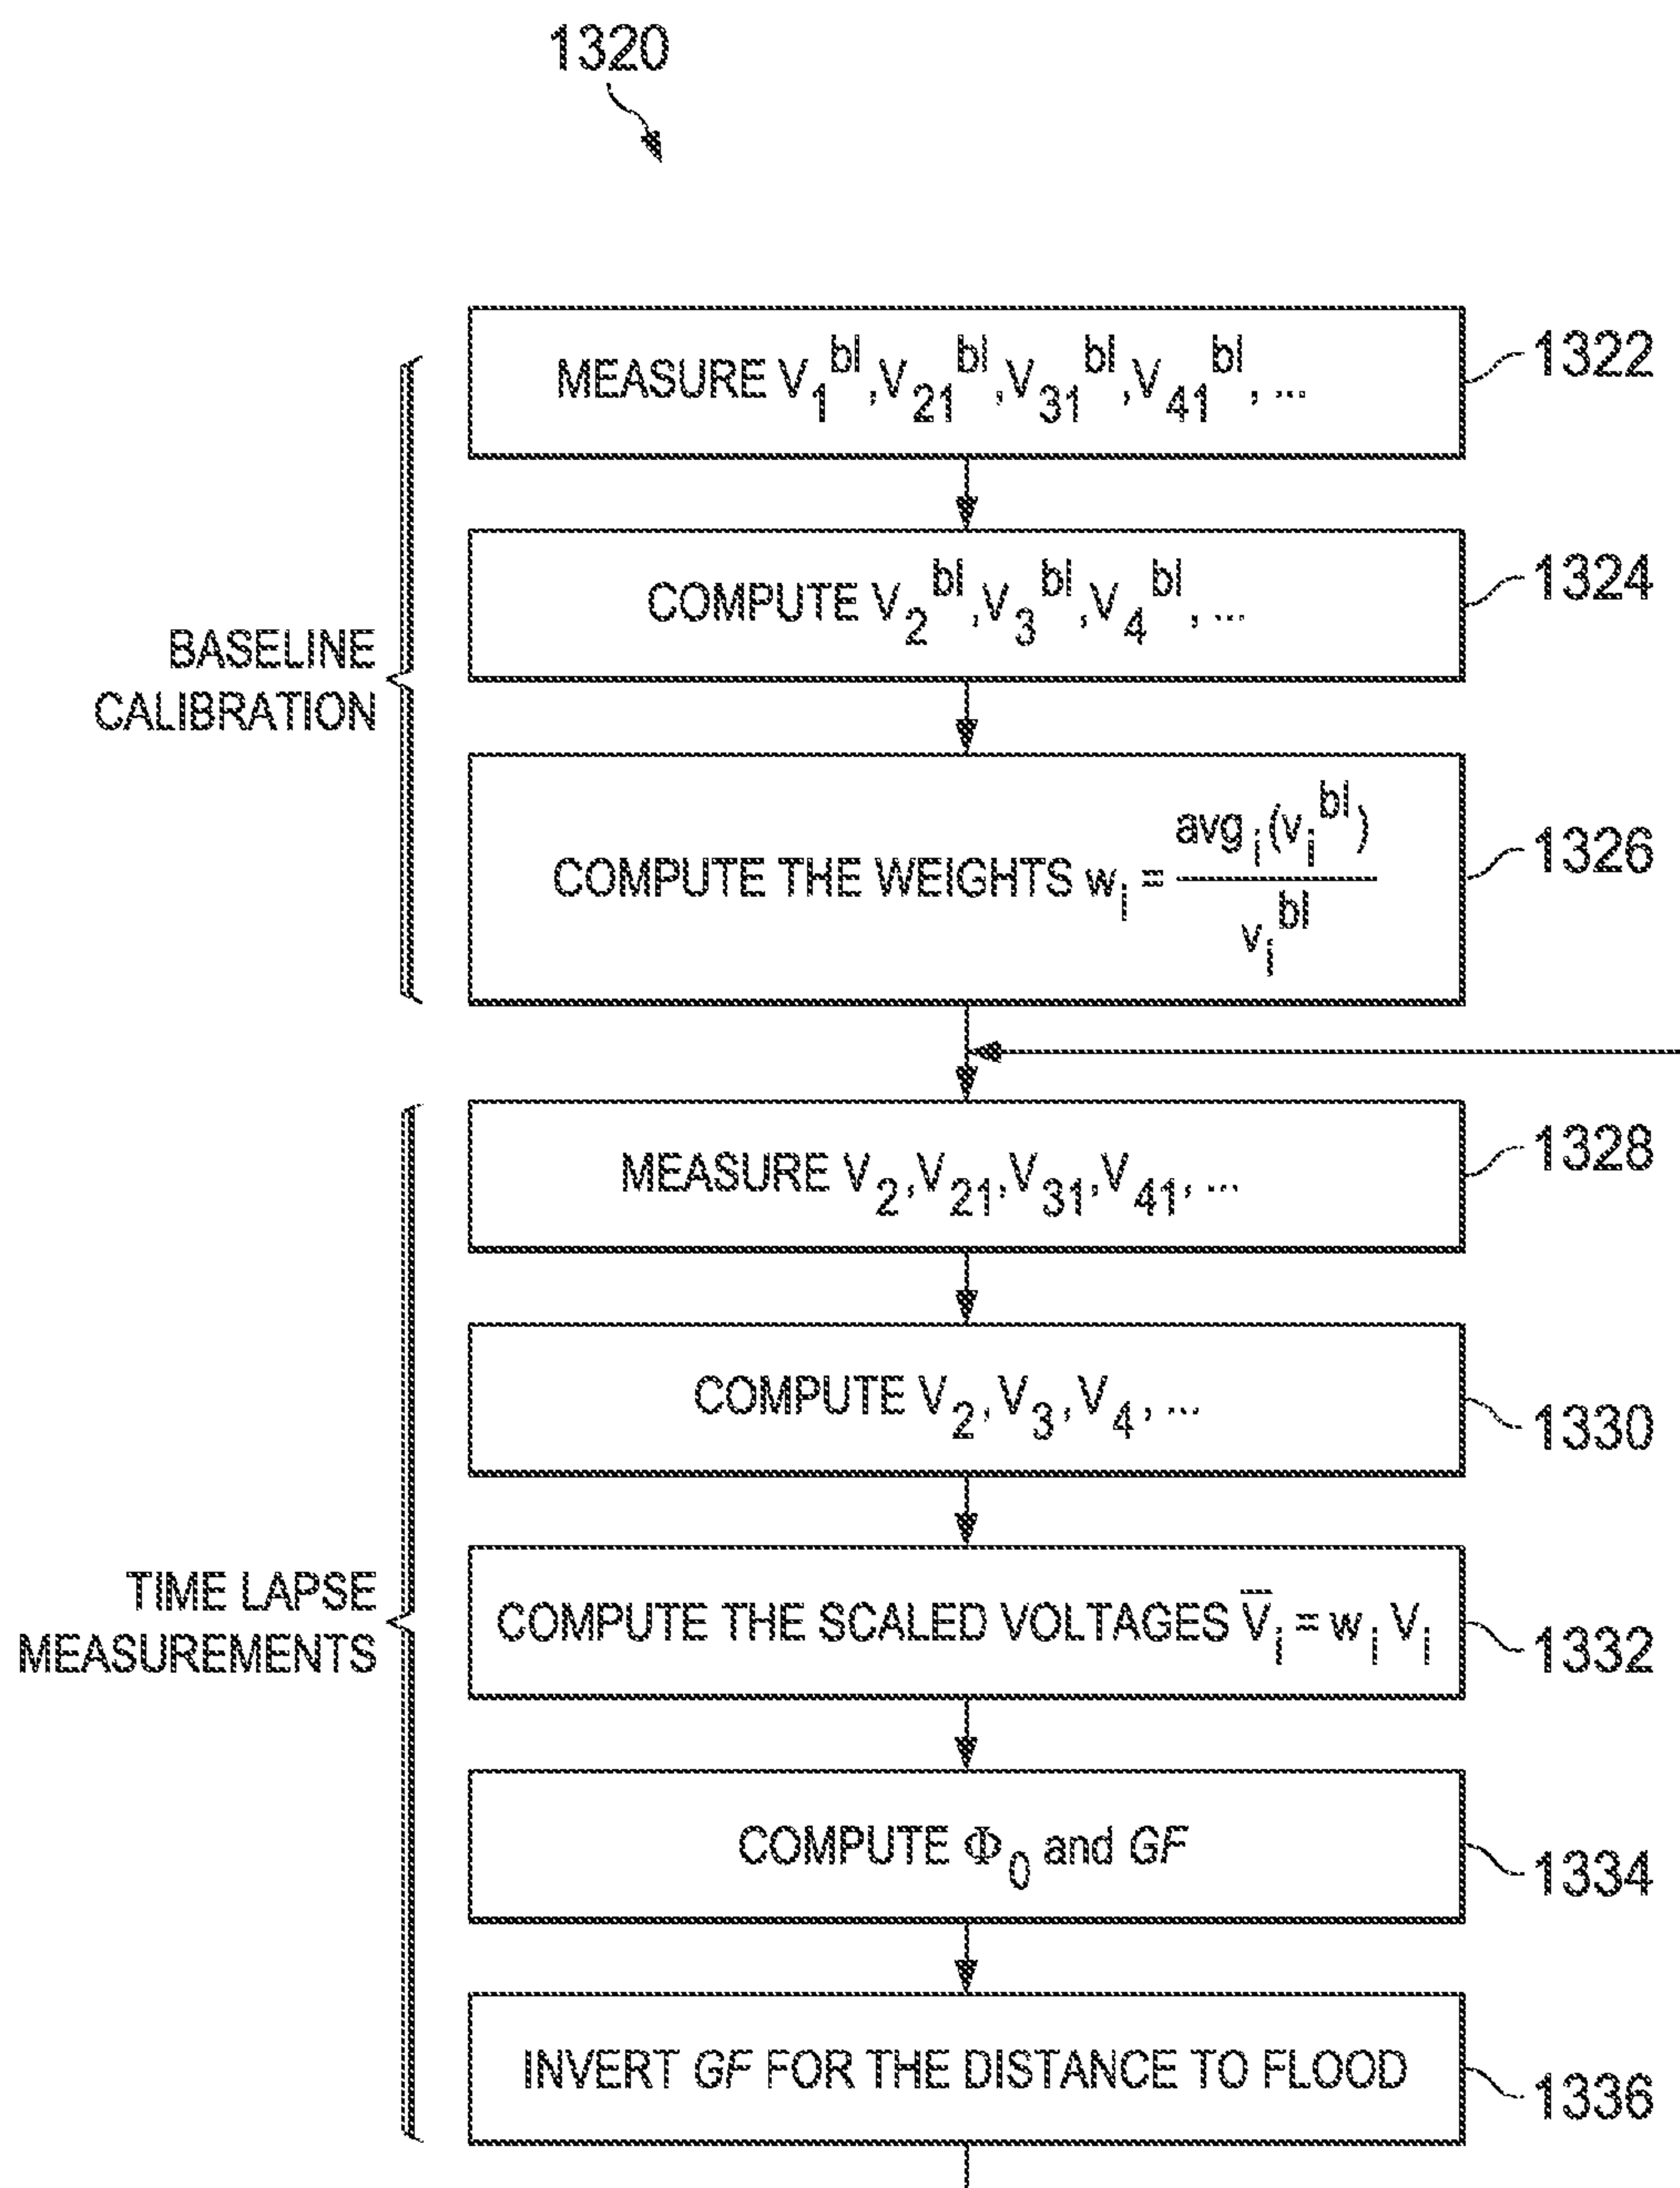 1320
MEASURE V₁ᵇˡ, V₂₁ᵇˡ, V₃₁ᵇˡ, V₄₁ᵇˡ, ...
1322
COMPUTE V₂ᵇˡ, V₃ᵇˡ, V₄ᵇˡ, ...
1324
BASELINE
CALIBRATION
COMPUTE THE WEIGHTS wᵢ = avgᵢ(vᵢᵇˡ) / vᵢᵇˡ
1326
MEASURE V₂, V₂₁, V₃₁, V₄₁, ...
1328
COMPUTE V₂, V₃, V₄, ...
1330
TIME LAPSE
MEASUREMENTS
COMPUTE THE SCALED VOLTAGES V̅ᵢ = wᵢ Vᵢ
1332
COMPUTE Φ₀ and GF
1334
INVERT GF FOR THE DISTANCE TO FLOOD
1336